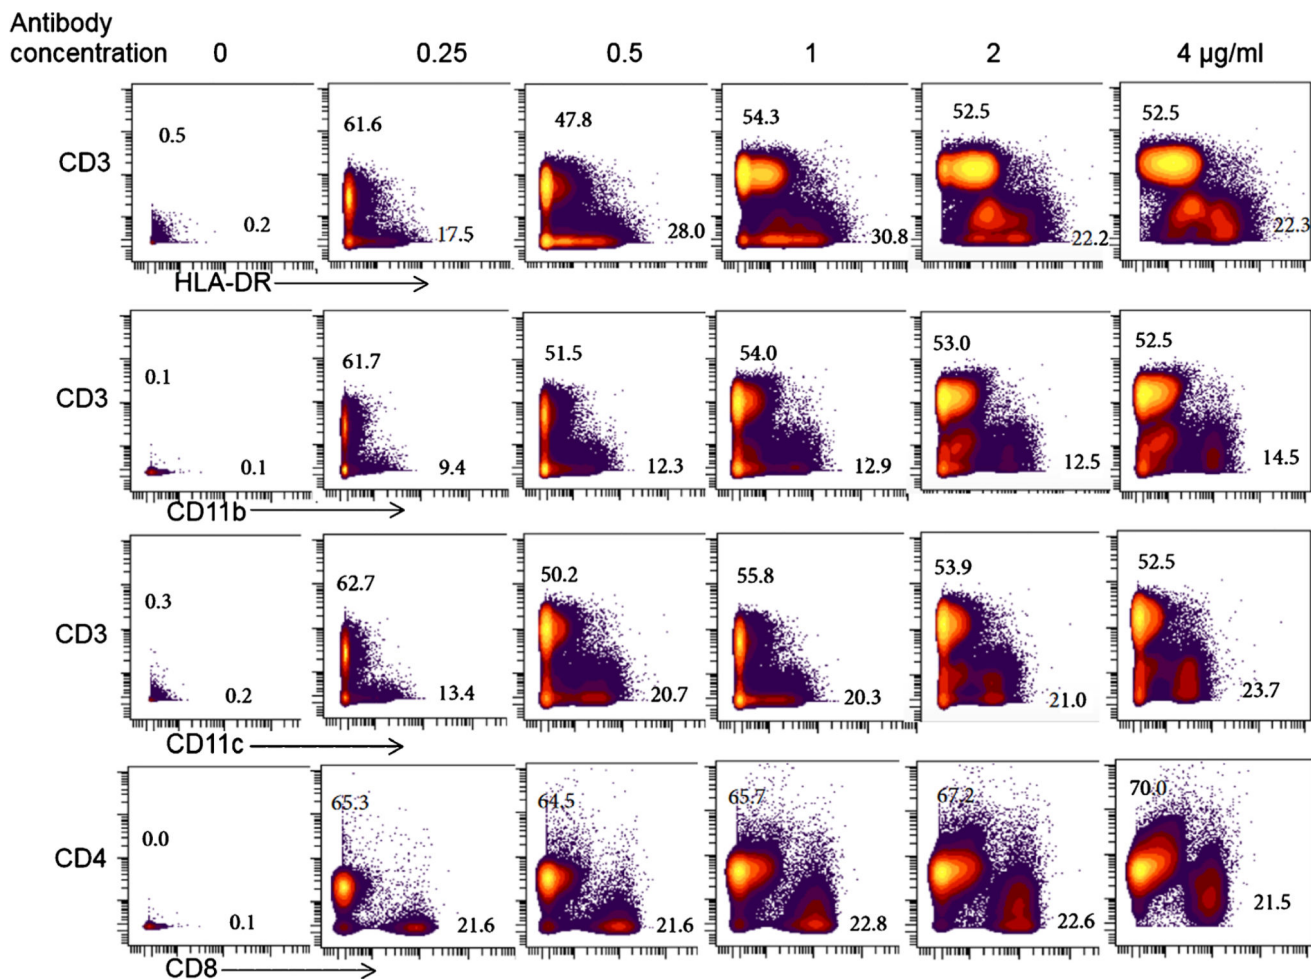 Antibody
concentration 0 0.25 0.5 1 2 4 µg/ml
CD3 0.5 0.2 61.6 17.5 47.8 28.0 54.3 30.8 52.5 22.2 52.5 22.3
HLA-DR
CD3 0.1 0.1 61.7 9.4 51.5 12.3 54.0 12.9 53.0 12.5 52.5 14.5
CD11b
CD3 0.3 0.2 62.7 13.4 50.2 20.7 55.8 20.3 53.9 21.0 52.5 23.7
CD11c
CD4 0.0 0.1 65.3 21.6 64.5 21.6 65.7 22.8 67.2 22.6 70.0 21.5
CD8